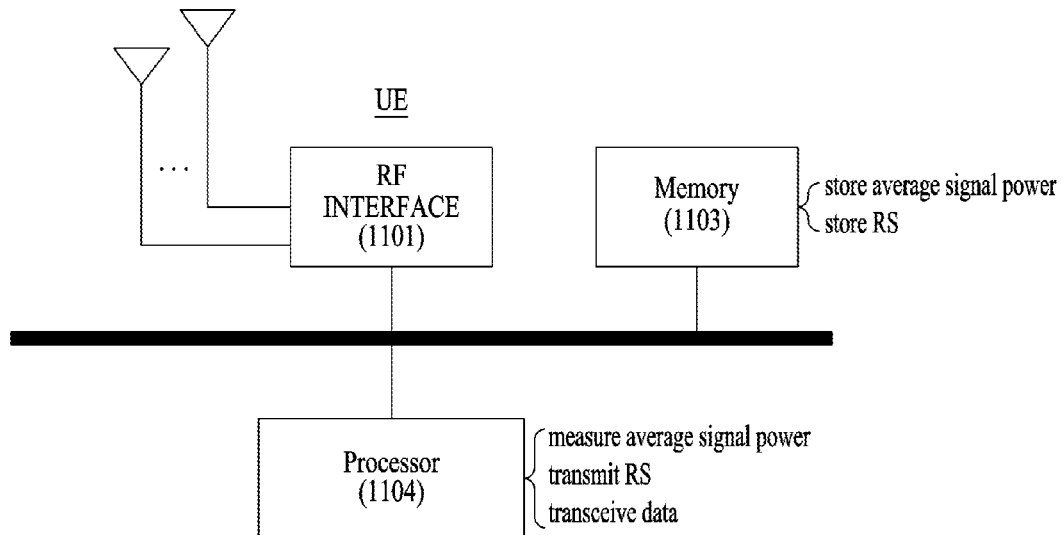 UE
...
RF
INTERFACE
(1101)
Memory
(1103)
store average signal power
store RS
Processor
(1104)
measure average signal power
transmit RS
transceive data